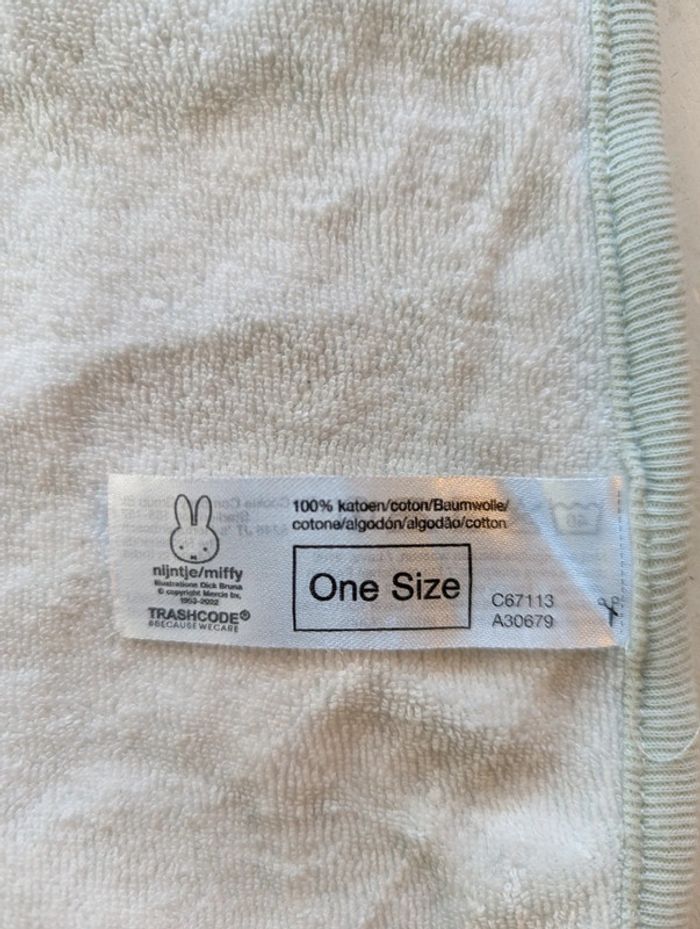 nijntje/miffy
Illustrations Dick Bruna
© copyright Mercis bv,
1953-2022
TRASHCODE®
#BECAUSEWECARE
100% katoen/coton/Baumwolle/
cotone/algodón/algodão/cotton
One Size
C67113
A30679